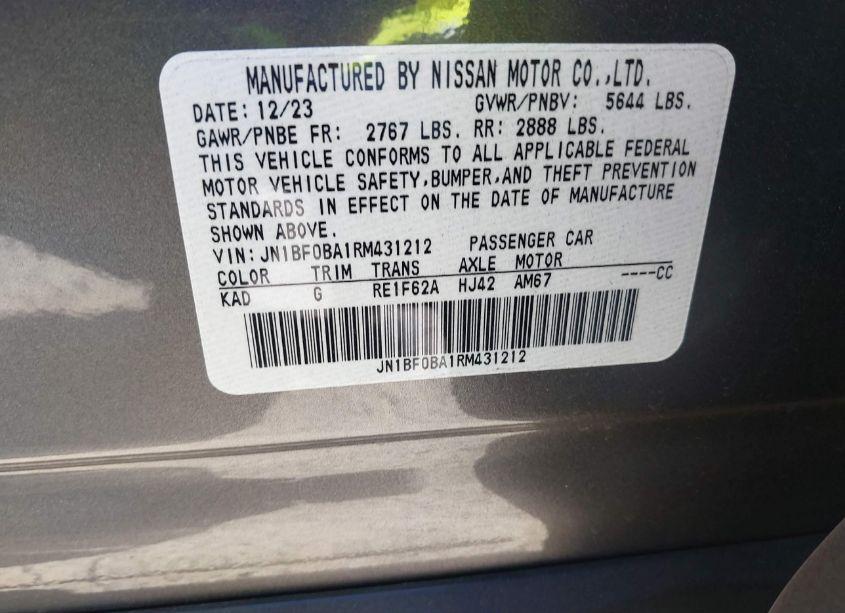 MANUFACTURED BY NISSAN MOTOR CO.,LTD.
DATE: 12/23 GVWR/PNBV: 5644 LBS.
GAWR/PNBE FR: 2767 LBS. RR: 2888 LBS.
THIS VEHICLE CONFORMS TO ALL APPLICABLE FEDERAL
MOTOR VEHICLE SAFETY,BUMPER,AND THEFT PREVENTION
STANDARDS IN EFFECT ON THE DATE OF MANUFACTURE
SHOWN ABOVE.
VIN: JN1BF0BA1RM431212 PASSENGER CAR
COLOR TRIM TRANS AXLE MOTOR
KAD G RE1F62A HJ42 AM67 ----CC
JN1BF0BA1RM431212